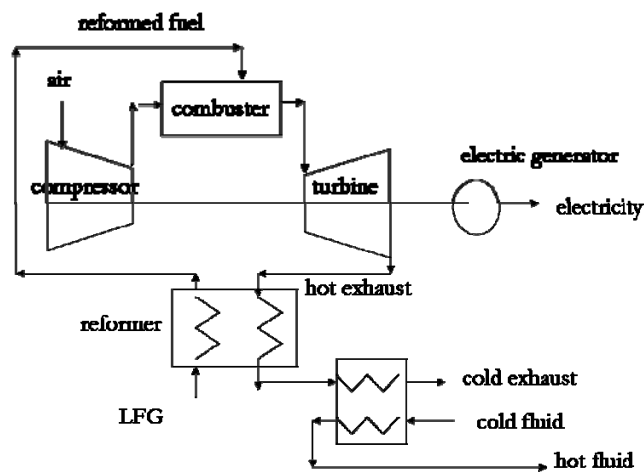 reformed fuel
air
combuster
electric generator
compressor
turbine
electricity
hot exhaust
reformer
cold exhaust
LFG
cold fluid
hot fluid